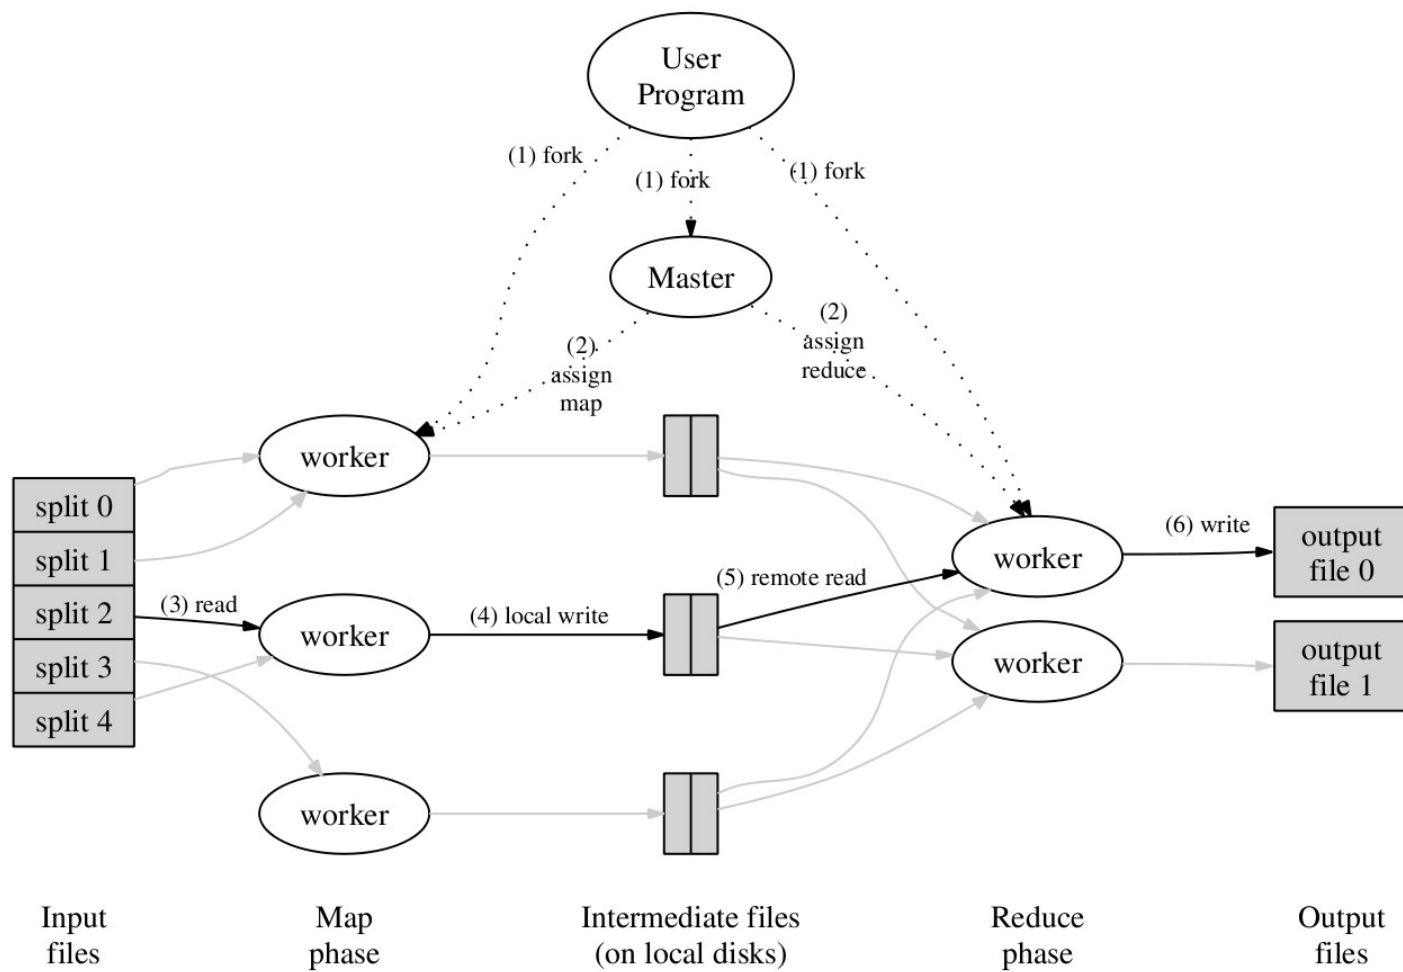 User
Program
(1) fork
(1) fork
(1) fork
Master
(2)
assign
map
(2)
assign
reduce
worker
split 0
split 1
split 2
split 3
split 4
(3) read
worker
(4) local write
(5) remote read
worker
(6) write
output
file 0
worker
output
file 1
worker
Input
files
Map
phase
Intermediate files
(on local disks)
Reduce
phase
Output
files